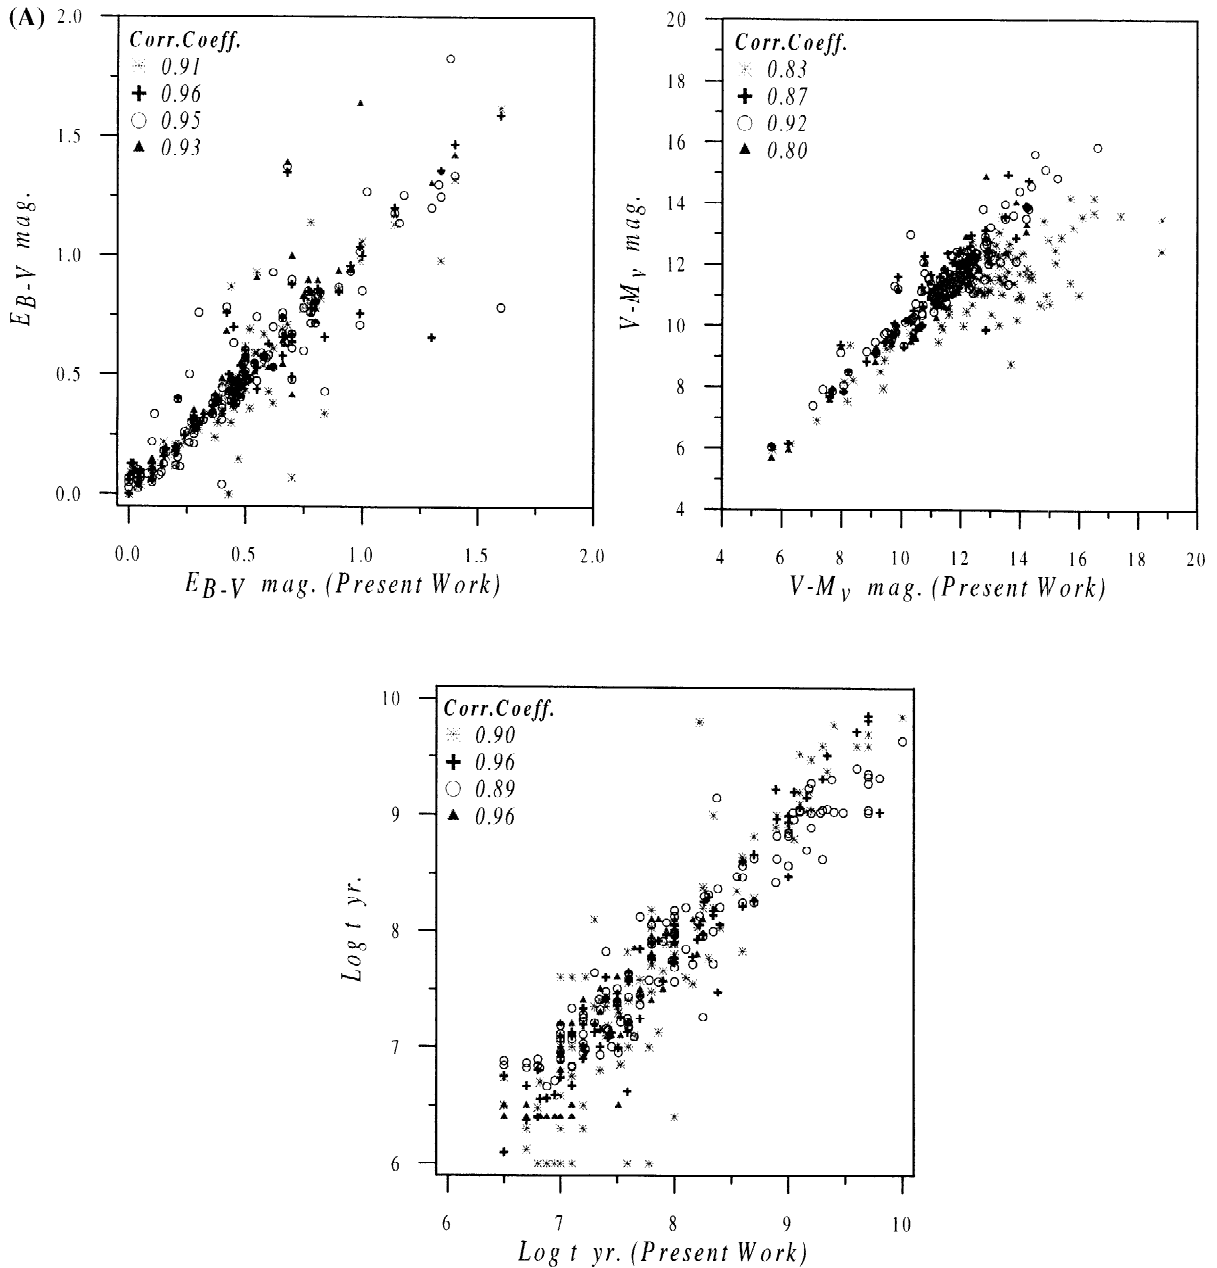 (A)
2.0
1.5
1.0
0.5
0.0
E_B-V mag.
Corr.Coeff.
0.91
0.96
0.95
0.93
0.0 0.5 1.0 1.5 2.0
E_B-V mag. (Present Work)
20
18
16
14
12
10
8
6
4
V-M_v mag.
Corr.Coeff.
0.83
0.87
0.92
0.80
4 6 8 10 12 14 16 18 20
V-M_v mag. (Present Work)
10
9
8
7
6
Log t yr.
Corr.Coeff.
0.90
0.96
0.89
0.96
6 7 8 9 10
Log t yr. (Present Work)